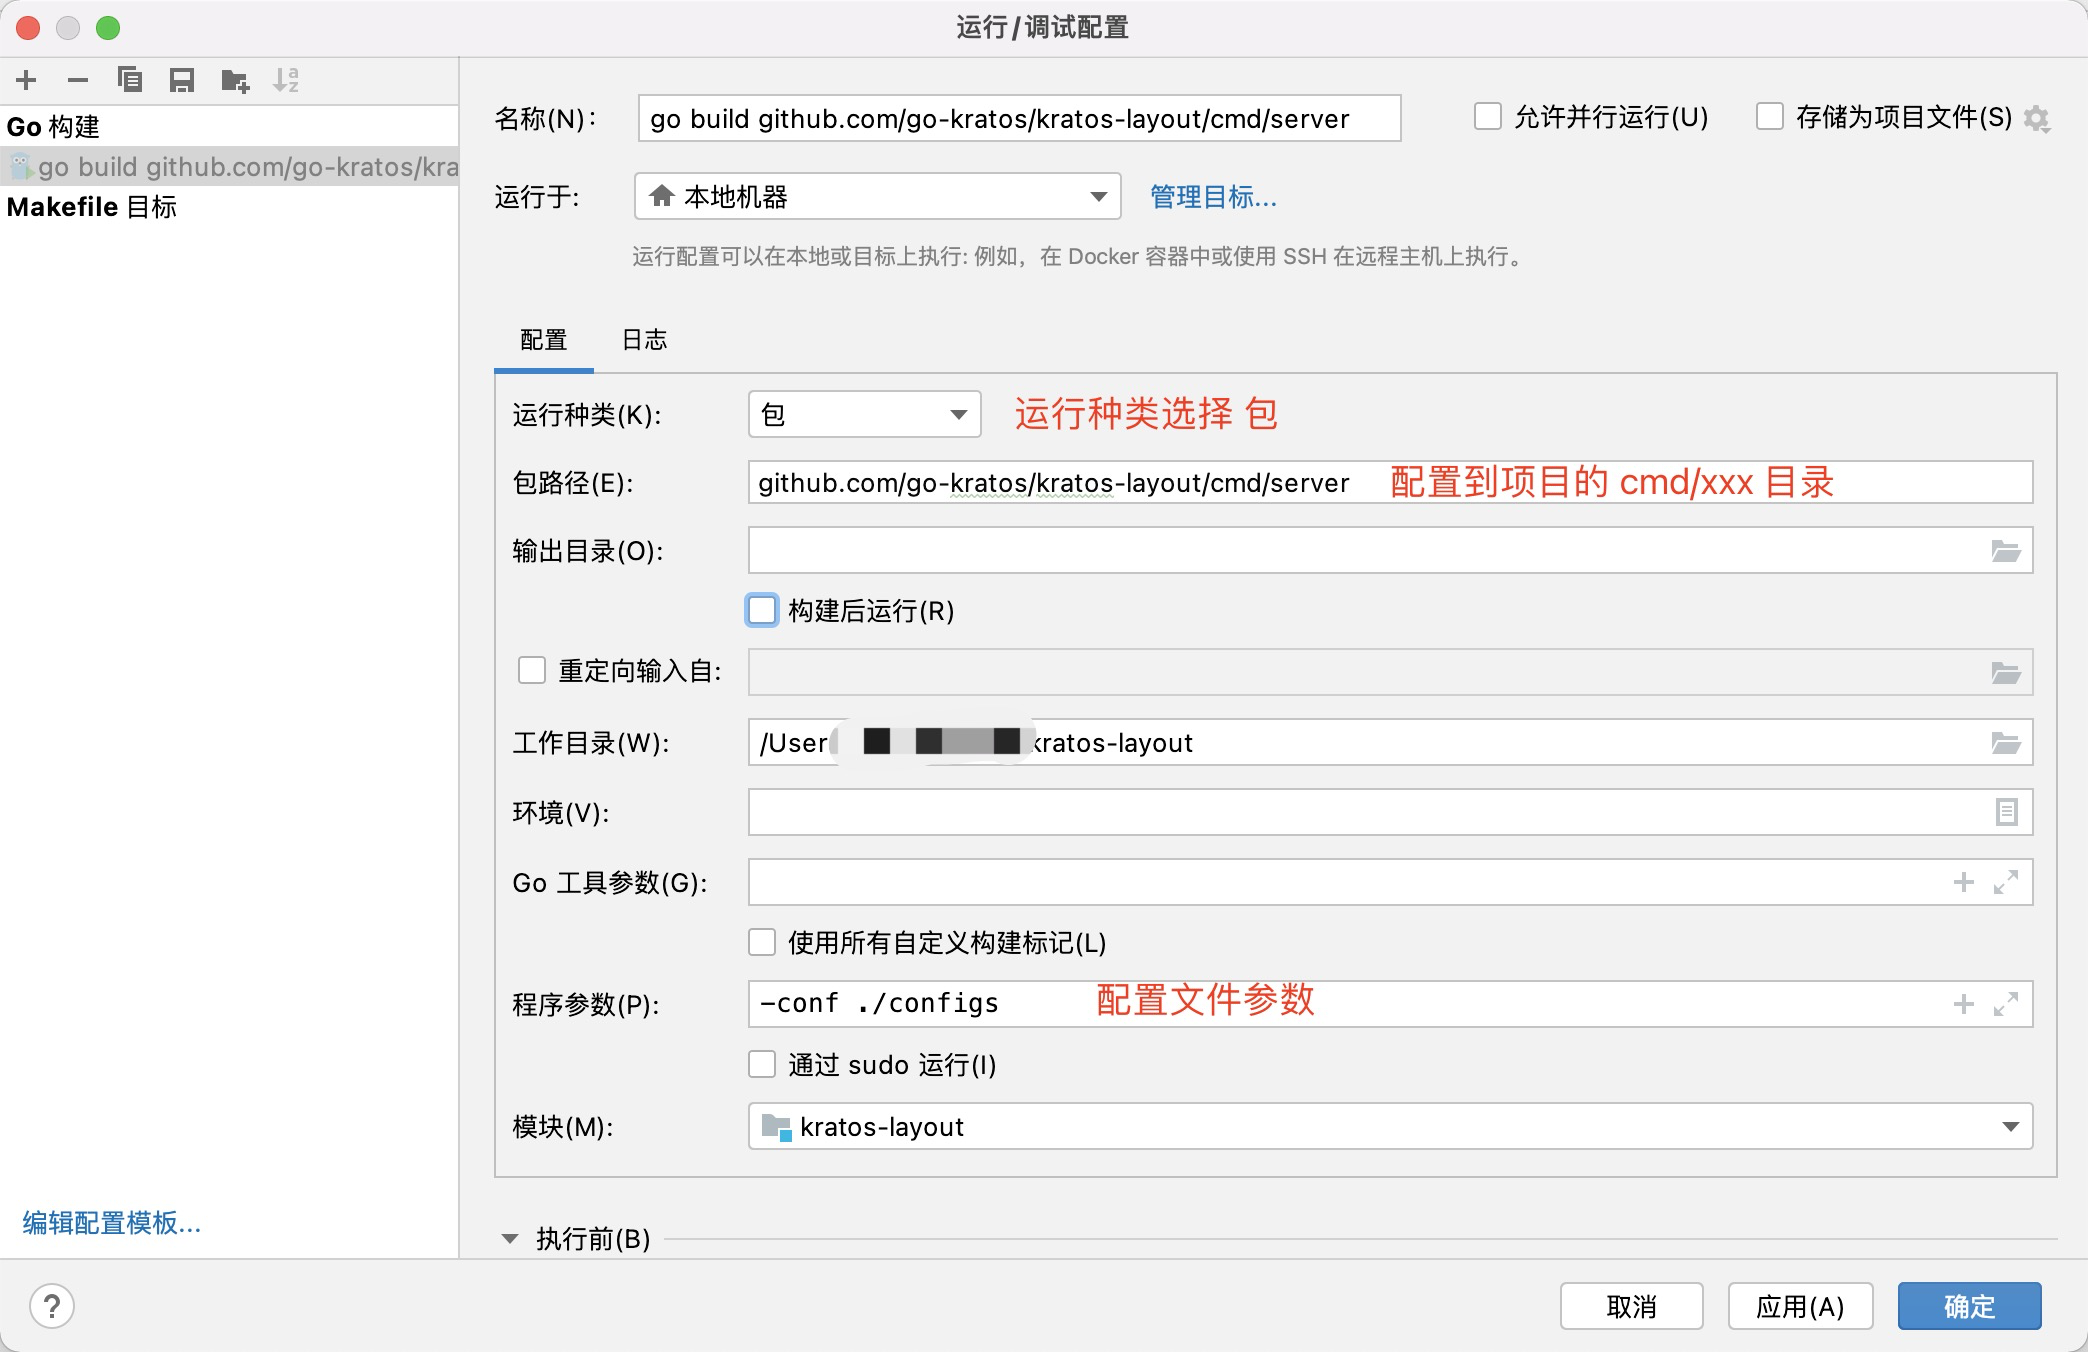 运行/调试配置
Go 构建
go build github.com/go-kratos/kra
Makefile 目标
编辑配置模板...
名称(N): go build github.com/go-kratos/kratos-layout/cmd/server 允许并行运行(U) 存储为项目文件(S)
运行于: 本地机器 管理目标...
运行配置可以在本地或目标上执行: 例如，在 Docker 容器中或使用 SSH 在远程主机上执行。
配置 日志
运行种类(K): 包 运行种类选择 包
包路径(E): github.com/go-kratos/kratos-layout/cmd/server 配置到项目的 cmd/xxx 目录
输出目录(O):
构建后运行(R)
重定向输入自:
工作目录(W): /User kratos-layout
环境(V):
Go 工具参数(G):
使用所有自定义构建标记(L)
程序参数(P): -conf ./configs 配置文件参数
通过 sudo 运行(I)
模块(M): kratos-layout
执行前(B)
? 取消 应用(A) 确定